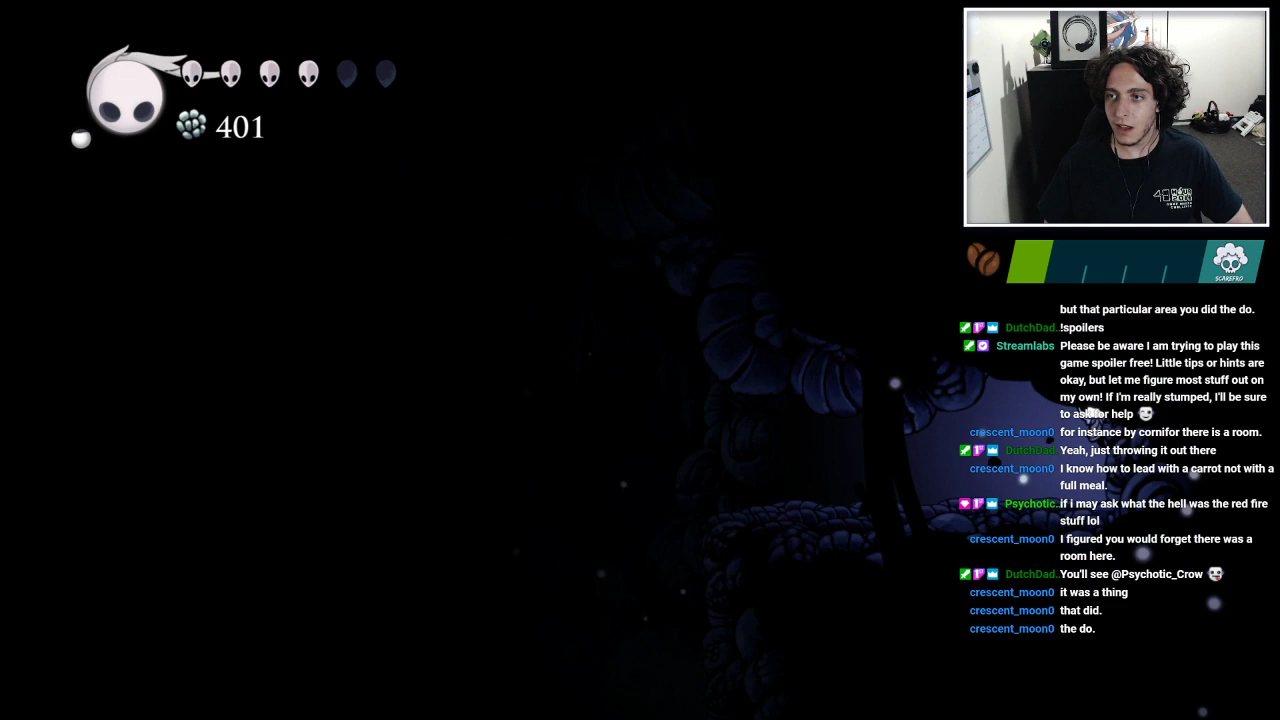 401
SCAREFRO
but that particular area you did the do.
DutchDad.. !spoilers
Streamlabs Please be aware I am trying to play this
game spoiler free! Little tips or hints are
okay, but let me figure most stuff out on
my own! If I'm really stumped, I'll be sure
to ask for help
crescent_moon0 for instance by cornifor there is a room.
DutchDad.. Yeah, just throwing it out there
crescent_moon0 I know how to lead with a carrot not with a
full meal.
Psychotic.. if i may ask what the hell was the red fire
stuff lol
crescent_moon0 I figured you would forget there was a
room here.
DutchDad.. You'll see @Psychotic_Crow
crescent_moon0 it was a thing
crescent_moon0 that did.
crescent_moon0 the do.